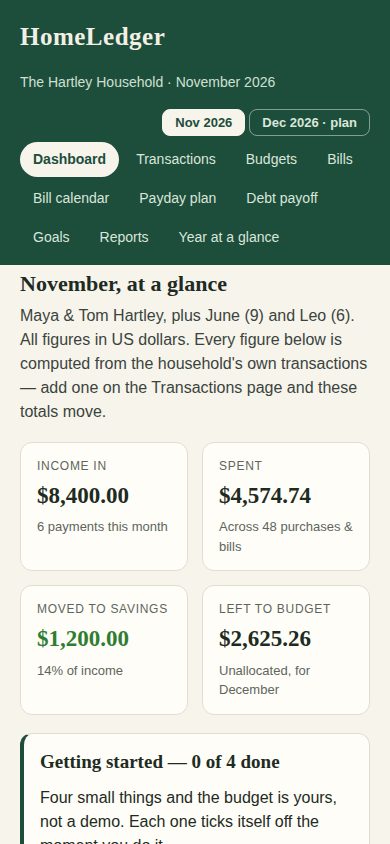 HomeLedger
The Hartley Household · November 2026
Nov 2026
Dec 2026 · plan
Dashboard Transactions Budgets Bills
Bill calendar Payday plan Debt payoff
Goals Reports Year at a glance
November, at a glance
Maya & Tom Hartley, plus June (9) and Leo (6).
All figures in US dollars. Every figure below is
computed from the household's own transactions
— add one on the Transactions page and these
totals move.
INCOME IN
$8,400.00
6 payments this month
SPENT
$4,574.74
Across 48 purchases &
bills
MOVED TO SAVINGS
$1,200.00
14% of income
LEFT TO BUDGET
$2,625.26
Unallocated, for
December
Getting started — 0 of 4 done
Four small things and the budget is yours,
not a demo. Each one ticks itself off the
moment you do it.